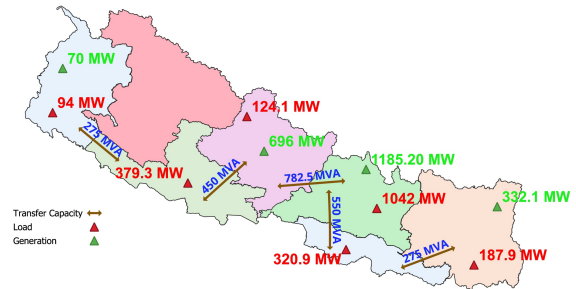 70 MW
94 MW
275 MVA
379.3 MW
450 MVA
124.1 MW
696 MW
782.5 MVA
1185.20 MW
1042 MW
550 MVA
320.9 MW
275 MVA
332.1 MW
187.9 MW
Transfer Capacity
Load
Generation